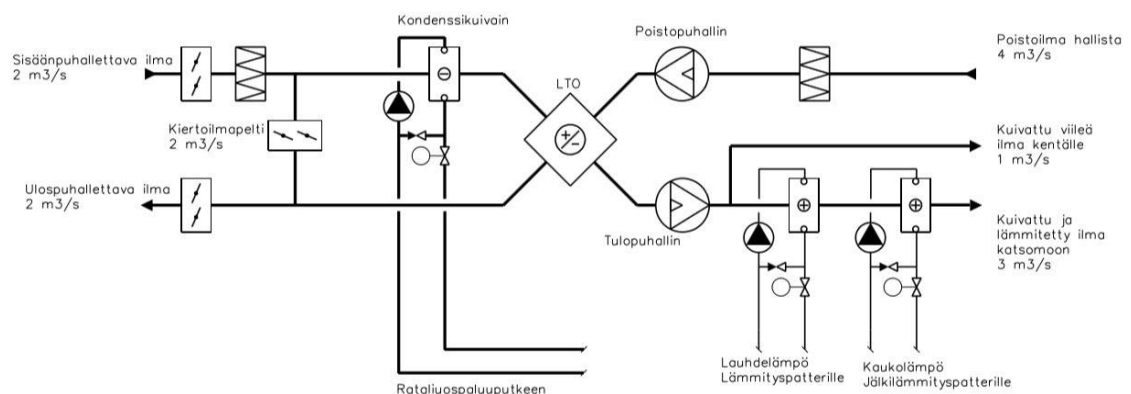 Kondenssikuivain
Poistopuhallin
Sisäänpuhallettava ilma
2 m3/s
LTO
Poistoilma hallista
4 m3/s
Kiertoilmapelti
2 m3/s
Kuivattu viileä
ilma kentälle
1 m3/s
Ulospuhallettava ilma
2 m3/s
Tulopuhallin
Kuivattu ja
lämmitetty ilma
katsomoon
3 m3/s
Lauhdelämpö
Lämmityspatterille
Kaukolämpö
Jälkilämmityspatterille
Rataliuospaluuputkeen